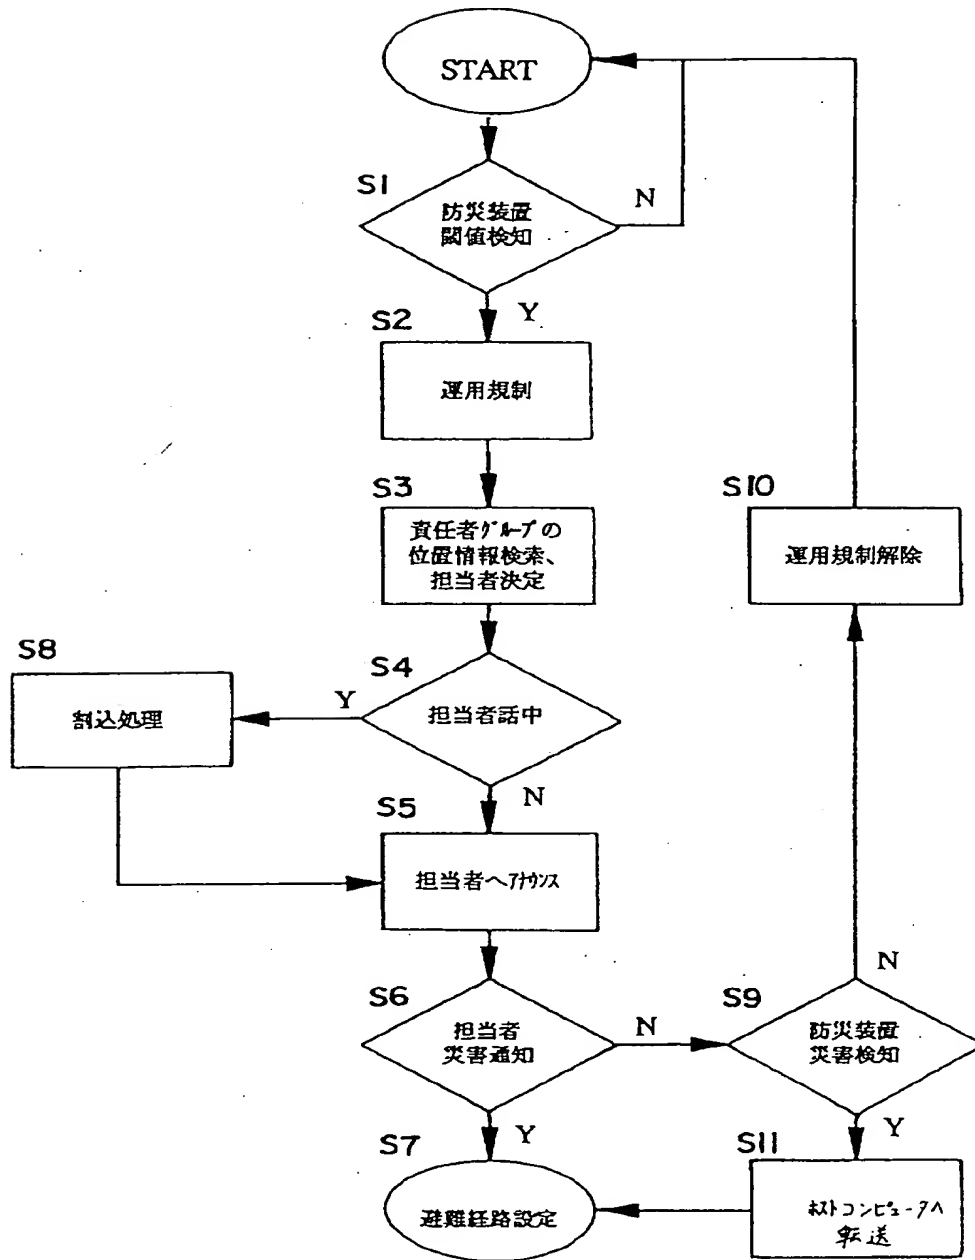 START
S1
防災装置
閾値検知
N
Y
S2
運用規制
S3
責任者グループの
位置情報検索、
担当者決定
S10
運用規制解除
S8
割込処理
Y
S4
担当者話中
N
S5
担当者へアナウンス
S6
担当者
災害通知
N
S9
防災装置
災害検知
N
Y
S7
避難経路設定
Y
S11
ホストコンピュータへ
転送